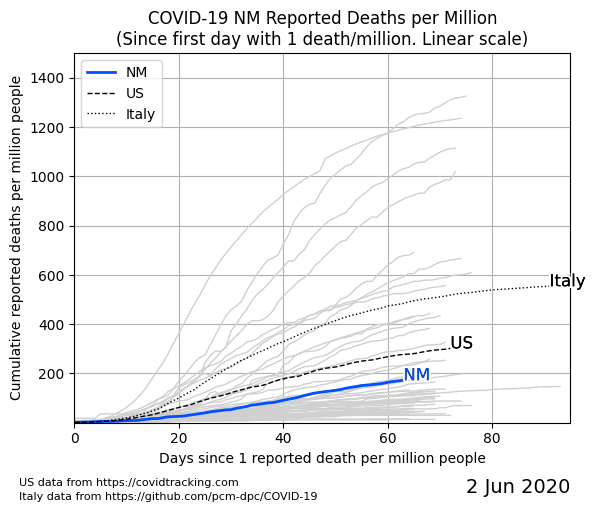 COVID-19 NM Reported Deaths per Million
(Since first day with 1 death/million. Linear scale)
Cumulative reported deaths per million people
1400
1200
1000
800
600
400
200
NM
US
Italy
Italy
US
NM
0
20
40
60
80
Days since 1 reported death per million people
US data from https://covidtracking.com
Italy data from https://github.com/pcm-dpc/COVID-19
2 Jun 2020